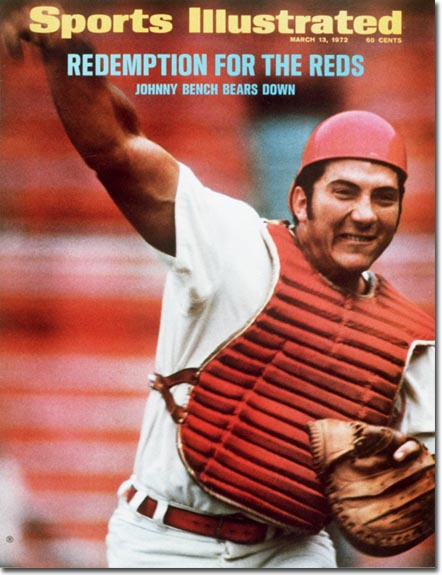 Sports Illustrated
MARCH 13, 1972 60 CENTS
REDEMPTION FOR THE REDS
JOHNNY BENCH BEARS DOWN
®